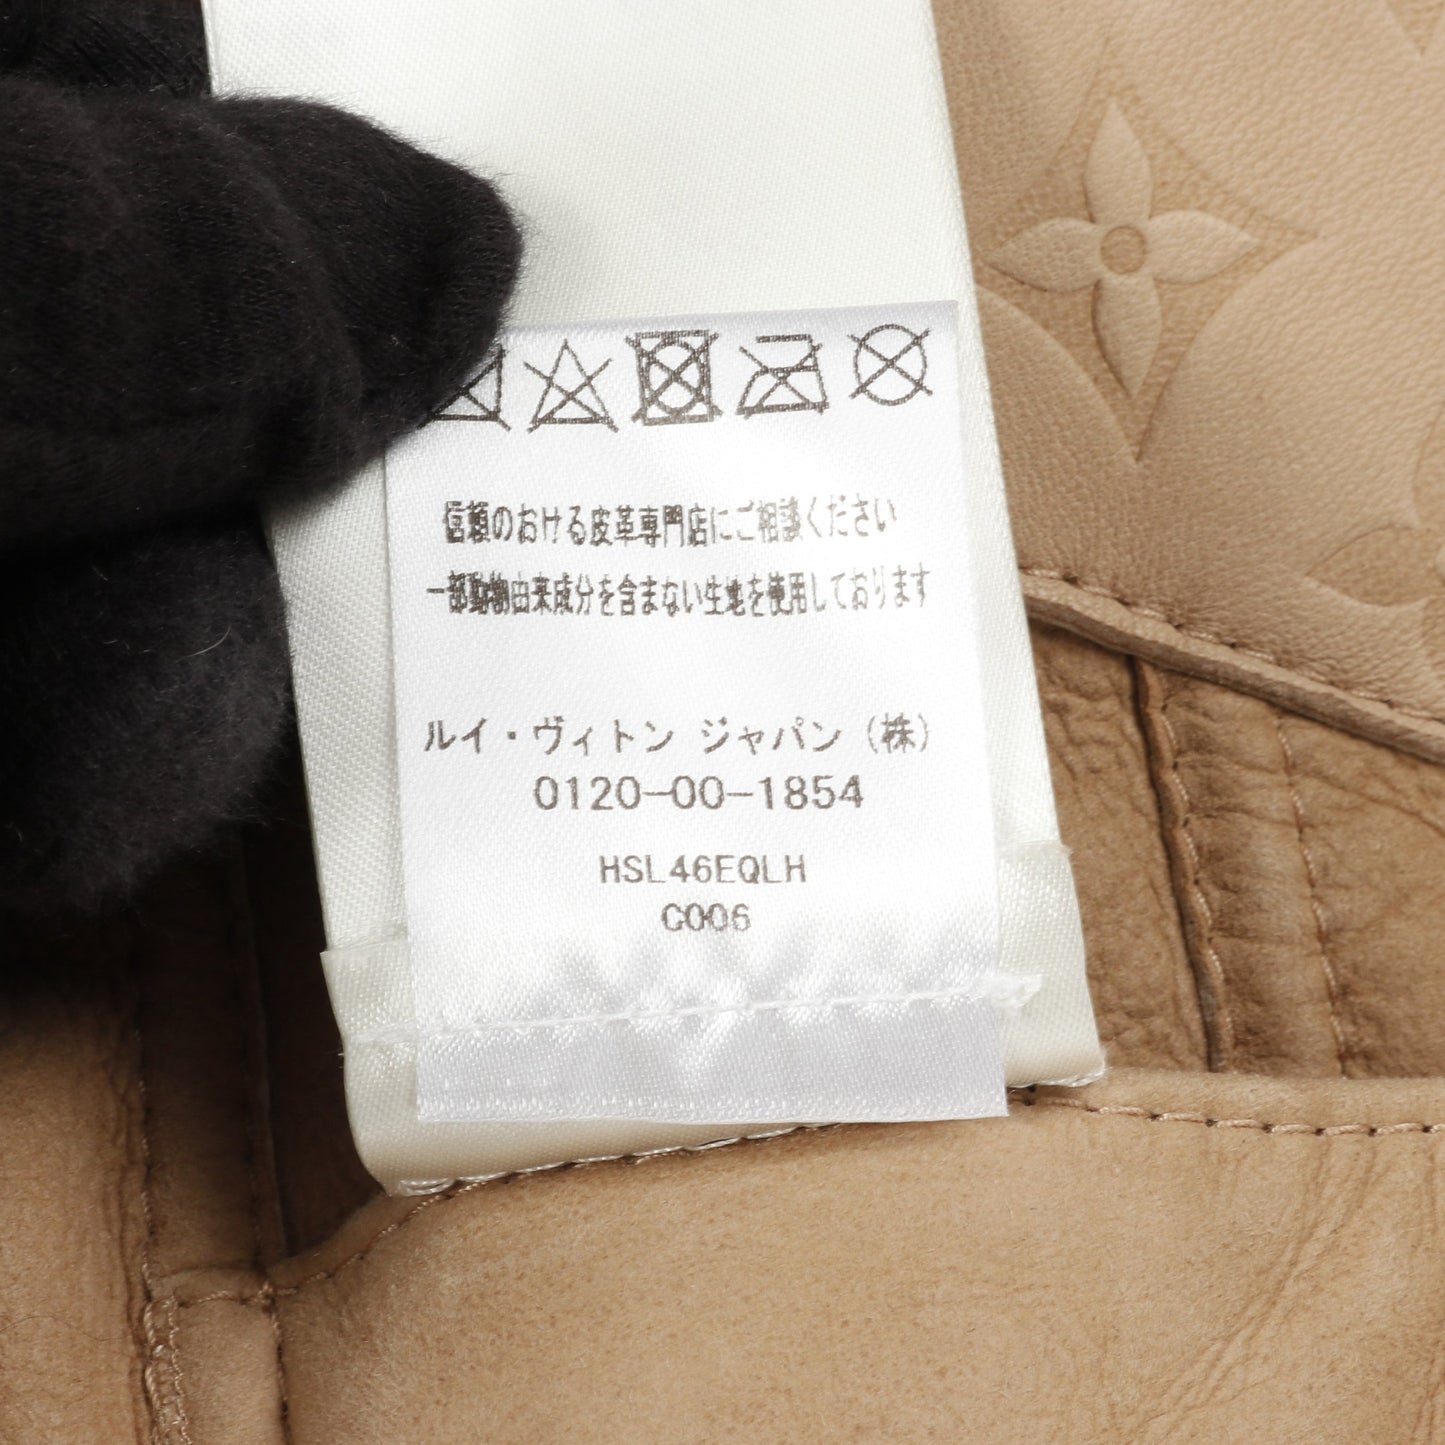 信頼のおける皮革専門店にご相談ください
一部動物由来成分を含まない生地を使用しております
ルイ・ヴィトン ジャパン (株)
0120-00-1854
HSL46EQLH
C006